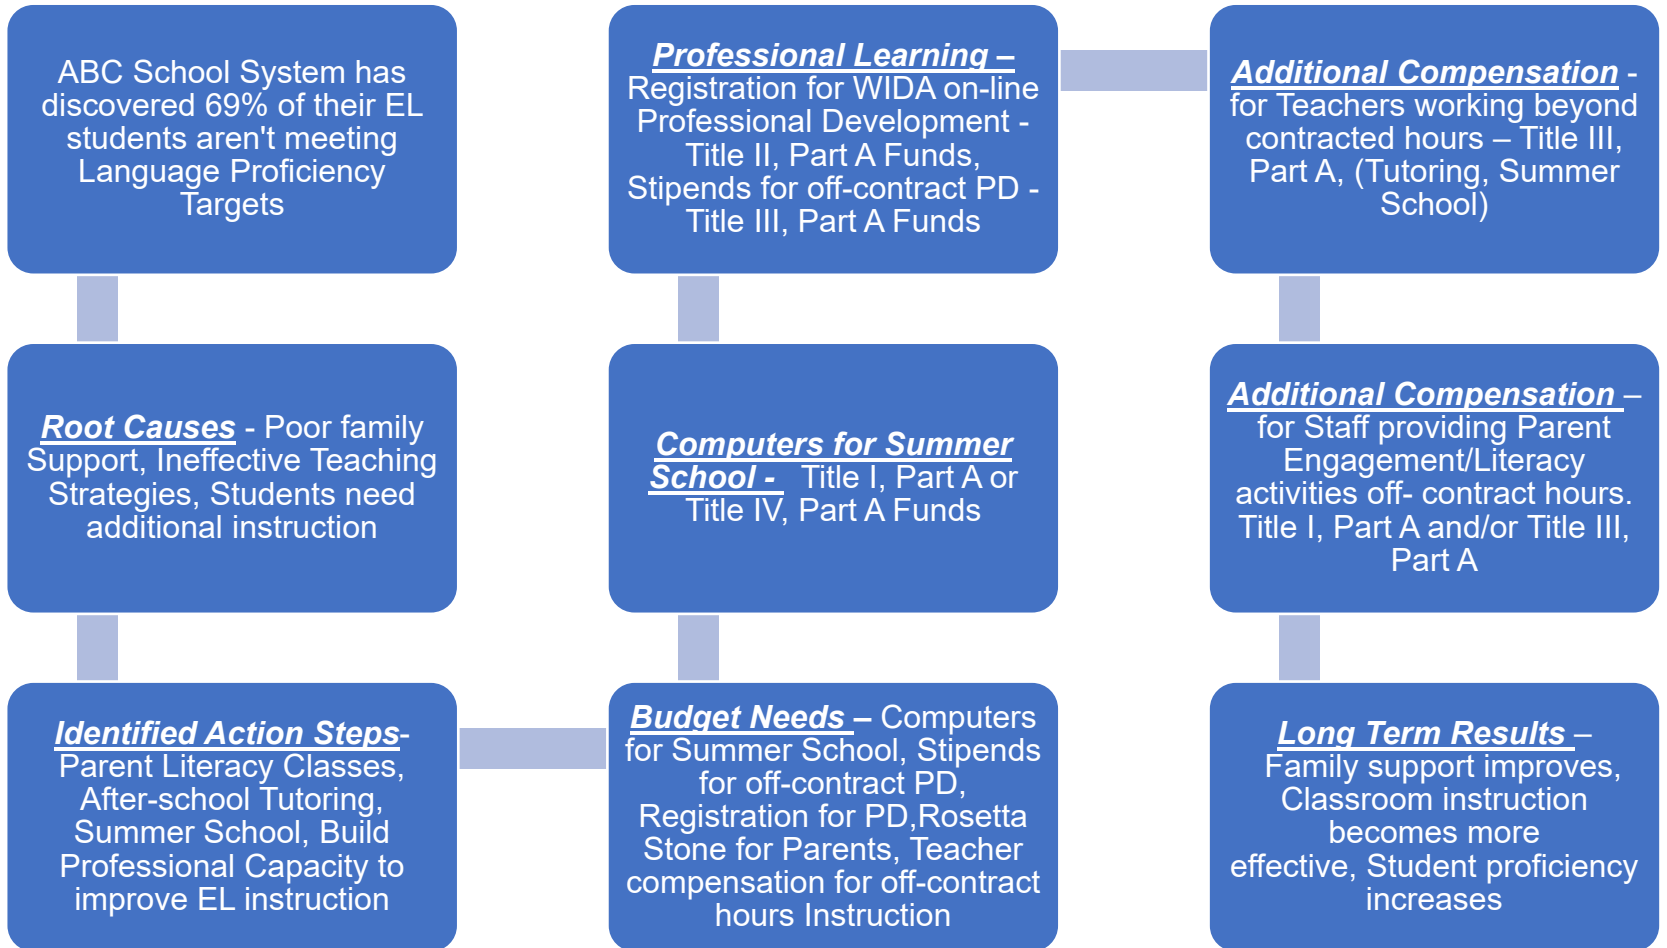 ABC School System has
discovered 69% of their EL
students aren't meeting
Language Proficiency
Targets
Root Causes - Poor family
Support, Ineffective Teaching
Strategies, Students need
additional instruction
Identified Action Steps-
Parent Literacy Classes,
After-school Tutoring,
Summer School, Build
Professional Capacity to
improve EL instruction
Budget Needs – Computers
for Summer School, Stipends
for off-contract PD,
Registration for PD,Rosetta
Stone for Parents, Teacher
compensation for off-contract
hours Instruction
Computers for Summer
School - Title I, Part A or
Title IV, Part A Funds
Professional Learning –
Registration for WIDA on-line
Professional Development -
Title II, Part A Funds,
Stipends for off-contract PD -
Title III, Part A Funds
Additional Compensation -
for Teachers working beyond
contracted hours – Title III,
Part A, (Tutoring, Summer
School)
Additional Compensation –
for Staff providing Parent
Engagement/Literacy
activities off- contract hours.
Title I, Part A and/or Title III,
Part A
Long Term Results –
Family support improves,
Classroom instruction
becomes more
effective, Student proficiency
increases